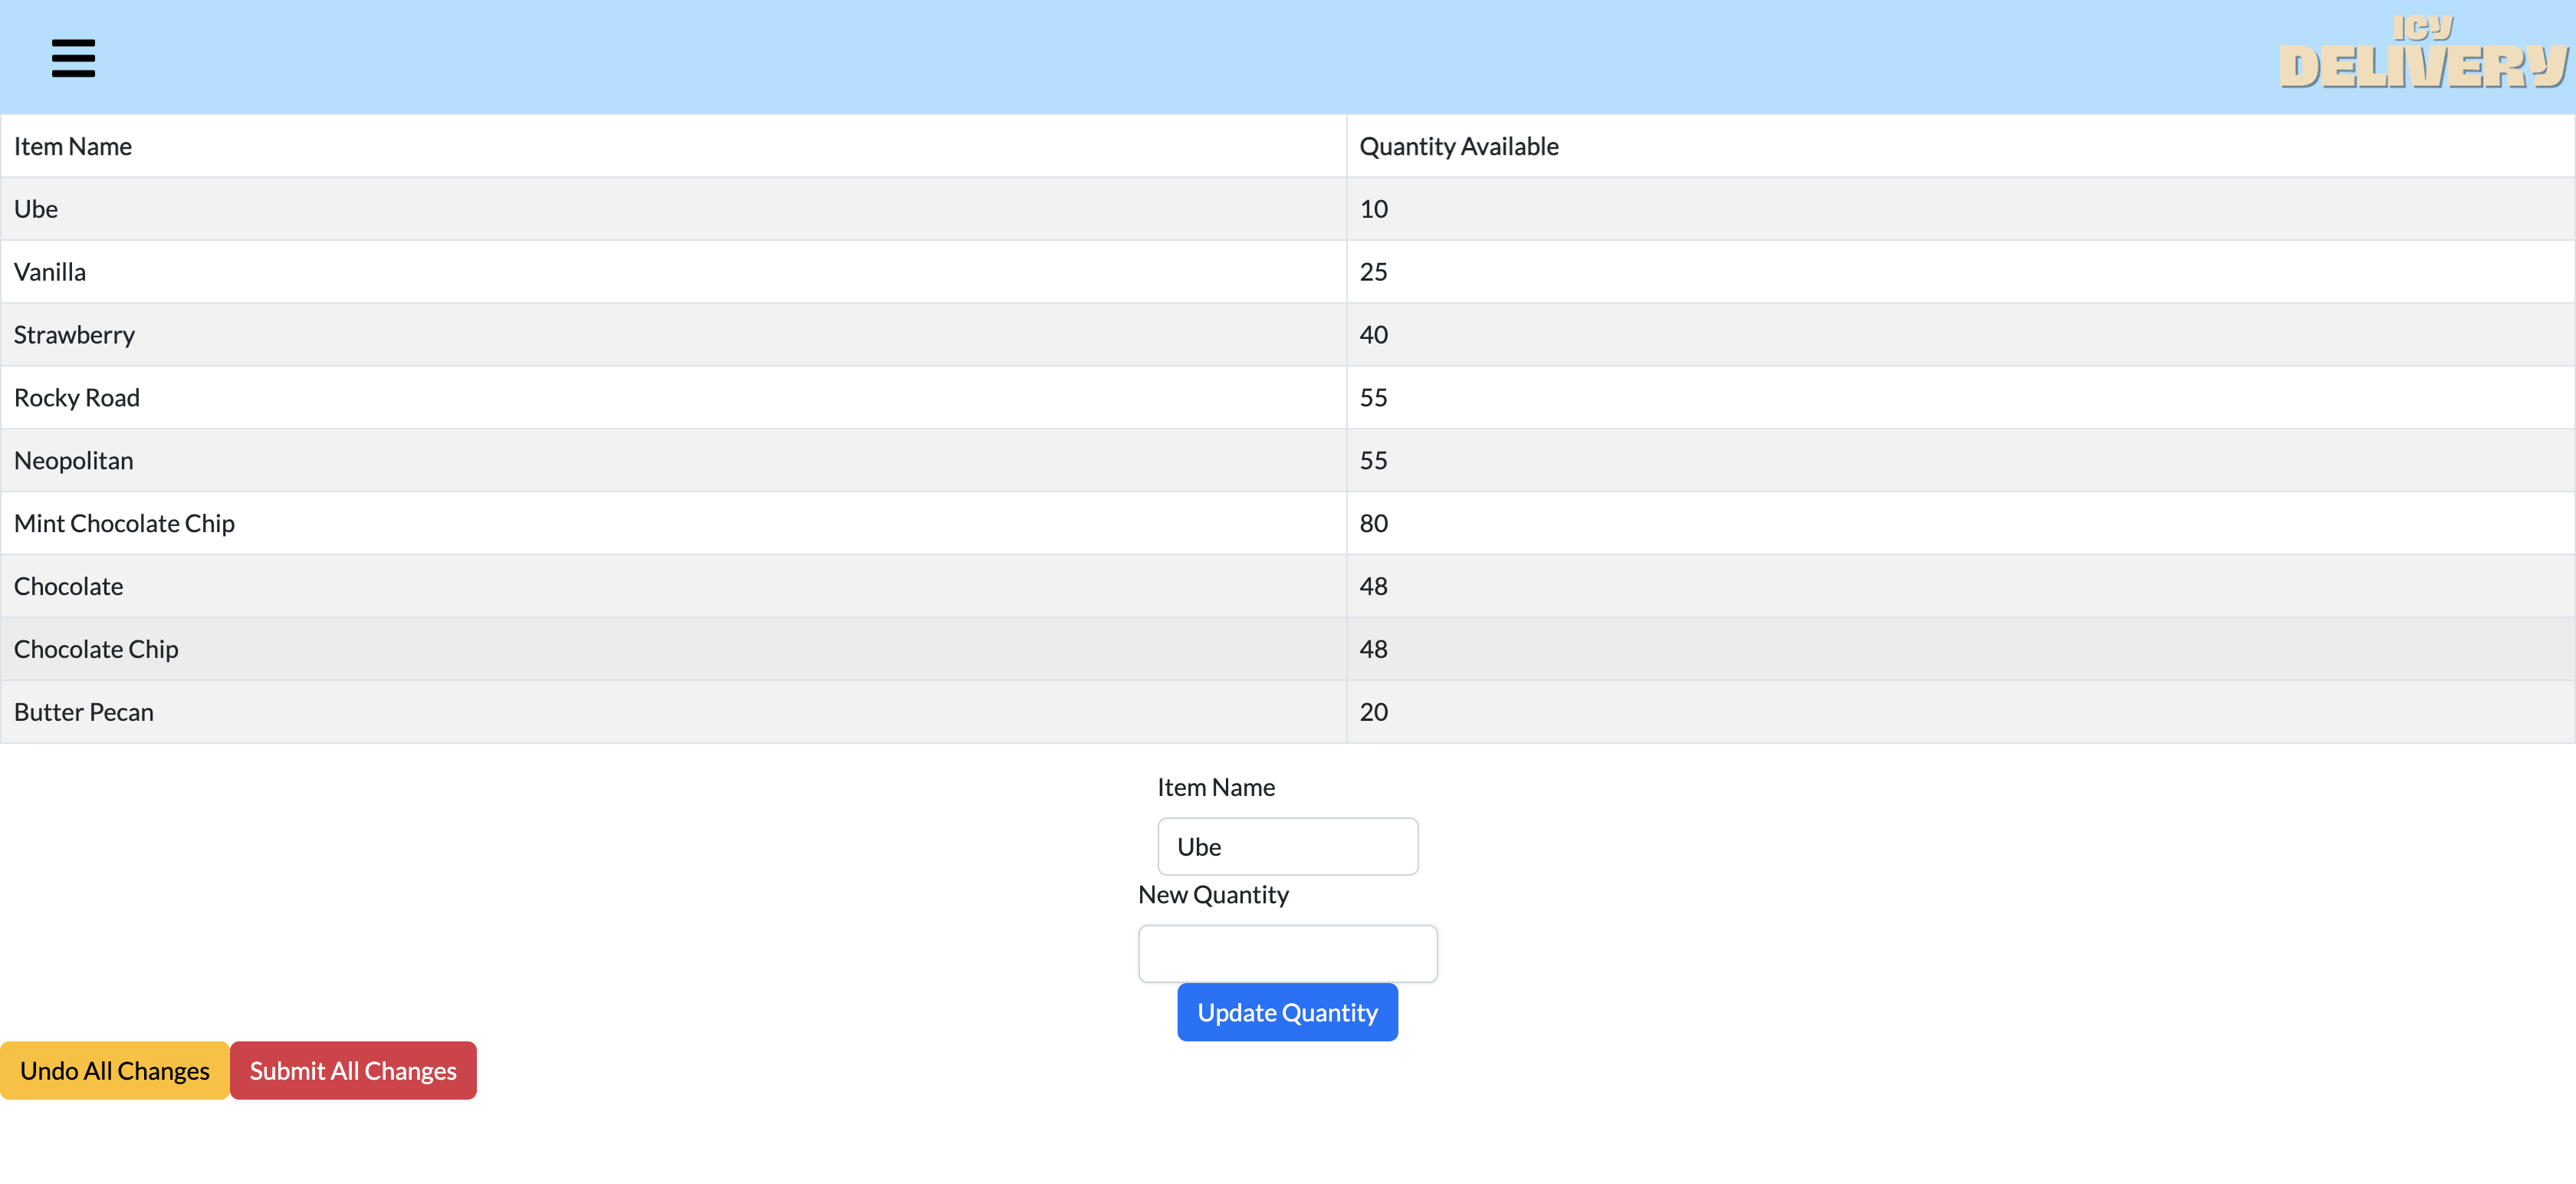 ICY
DELIVERY
Item Name Quantity Available
Ube 10
Vanilla 25
Strawberry 40
Rocky Road 55
Neopolitan 55
Mint Chocolate Chip 80
Chocolate 48
Chocolate Chip 48
Butter Pecan 20
Item Name
Ube
New Quantity
Update Quantity
Undo All Changes Submit All Changes